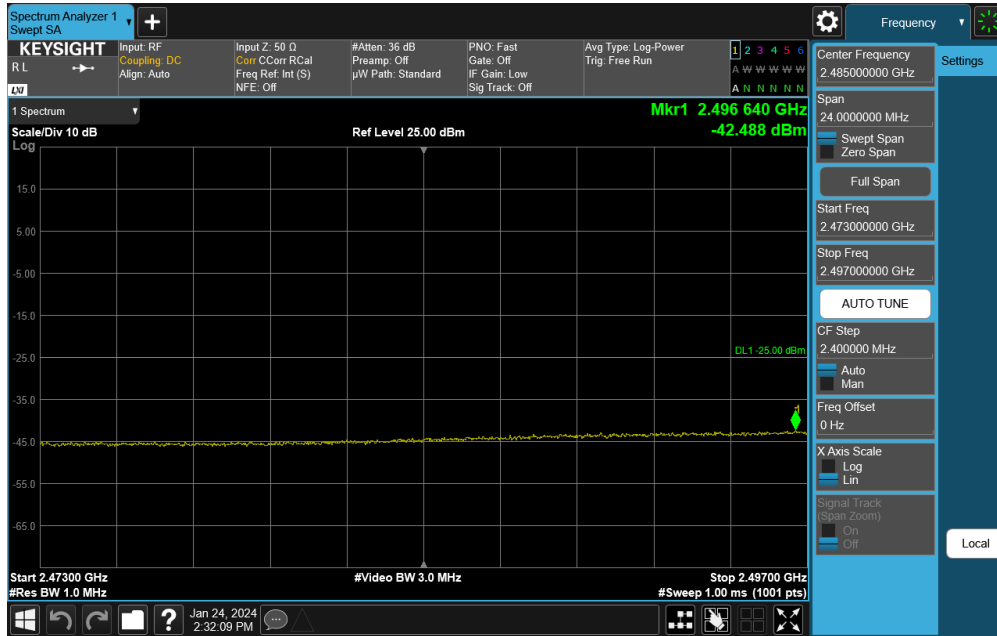 Spectrum Analyzer 1
Swept SA
Frequency
KEYSIGHT
R L
LXI
Input: RF
Coupling: DC
Align: Auto
Input Z: 50 Ω
Corr CCorr RCal
Freq Ref: Int (S)
NFE: Off
#Atten: 36 dB
Preamp: Off
µW Path: Standard
PNO: Fast
Gate: Off
IF Gain: Low
Sig Track: Off
Avg Type: Log-Power
Trig: Free Run
1 2 3 4 5 6
A W W W W W
A N N N N N
1 Spectrum
Scale/Div 10 dB
Log
Ref Level 25.00 dBm
Mkr1 2.496 640 GHz
-42.488 dBm
15.0
5.00
-5.00
-15.0
-25.0
-35.0
-45.0
-55.0
-65.0
DL1 -25.00 dBm
1
Start 2.47300 GHz
#Res BW 1.0 MHz
#Video BW 3.0 MHz
Stop 2.49700 GHz
#Sweep 1.00 ms (1001 pts)
Center Frequency
2.485000000 GHz
Span
24.0000000 MHz
Swept Span
Zero Span
Full Span
Start Freq
2.473000000 GHz
Stop Freq
2.497000000 GHz
AUTO TUNE
CF Step
2.400000 MHz
Auto
Man
Freq Offset
0 Hz
X Axis Scale
Log
Lin
Signal Track
(Span Zoom)
On
Off
Settings
Local
?
Jan 24, 2024
2:32:09 PM